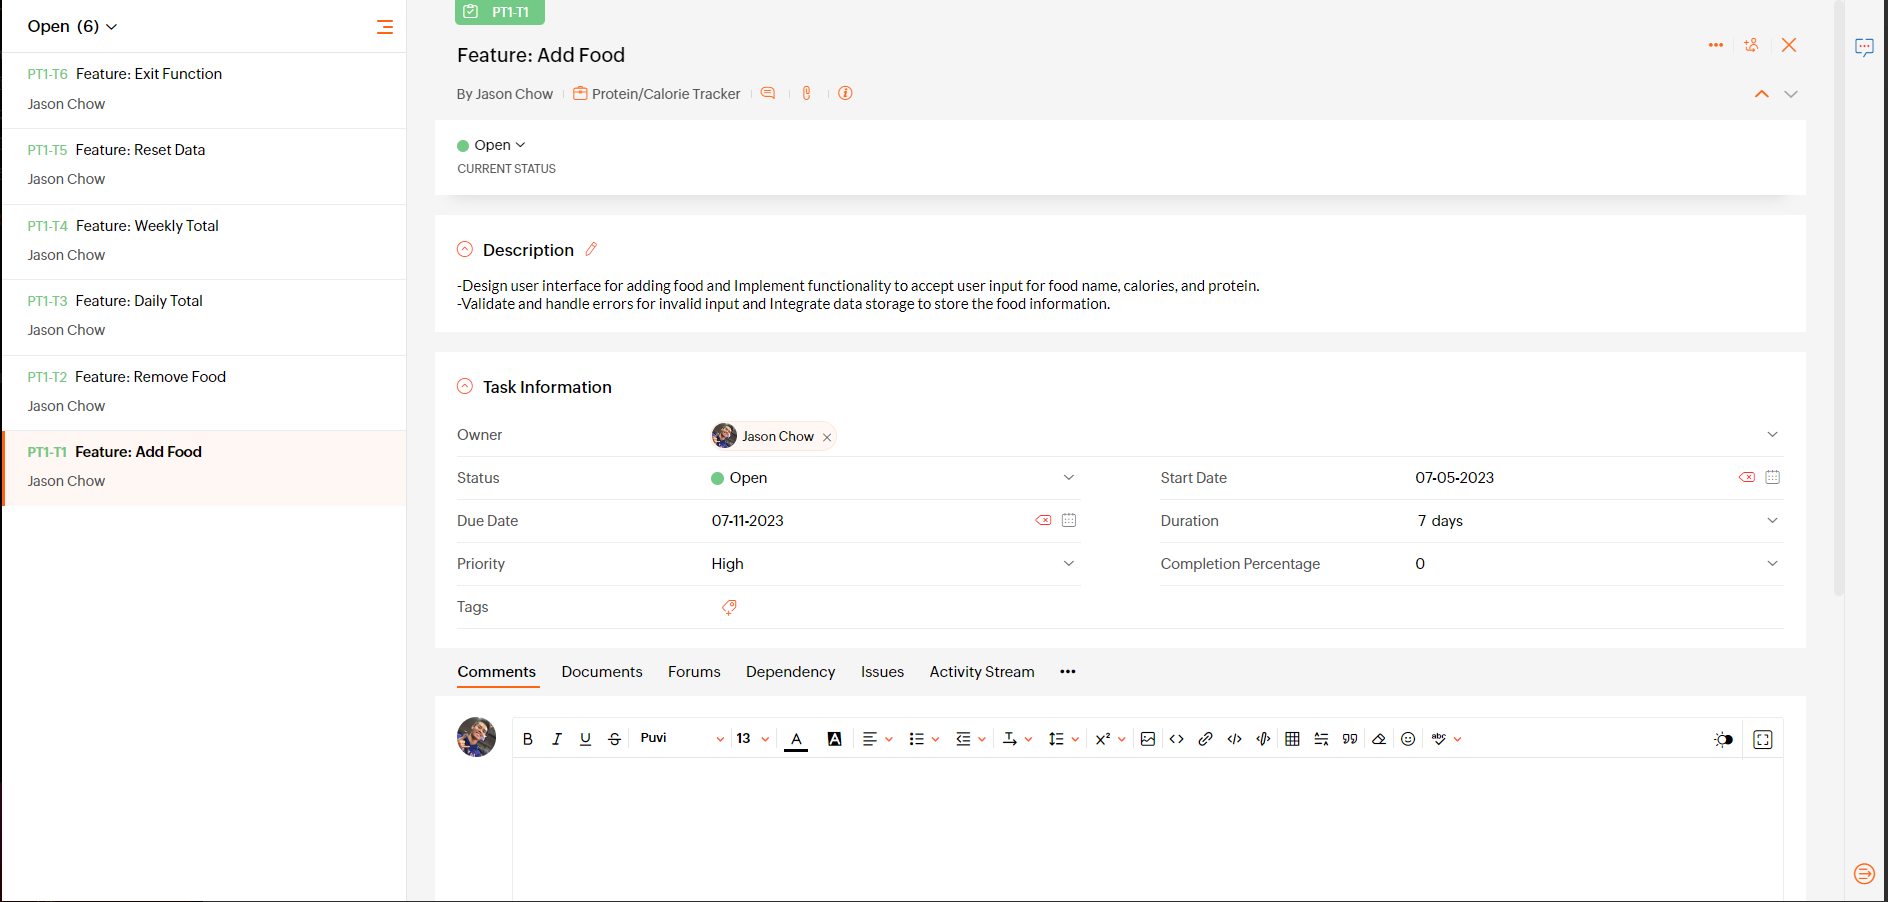 Open (6)
PT1-T6 Feature: Exit Function
Jason Chow
PT1-T5 Feature: Reset Data
Jason Chow
PT1-T4 Feature: Weekly Total
Jason Chow
PT1-T3 Feature: Daily Total
Jason Chow
PT1-T2 Feature: Remove Food
Jason Chow
PT1-T1 Feature: Add Food
Jason Chow
PT1-T1
Feature: Add Food
By Jason Chow Protein/Calorie Tracker
Open
CURRENT STATUS
Description
-Design user interface for adding food and Implement functionality to accept user input for food name, calories, and protein.
-Validate and handle errors for invalid input and Integrate data storage to store the food information.
Task Information
Owner Jason Chow
Status Open Start Date 07-05-2023
Due Date 07-11-2023 Duration 7 days
Priority High Completion Percentage 0
Tags
Comments Documents Forums Dependency Issues Activity Stream
B I U S Puvi 13 A A T X² abc